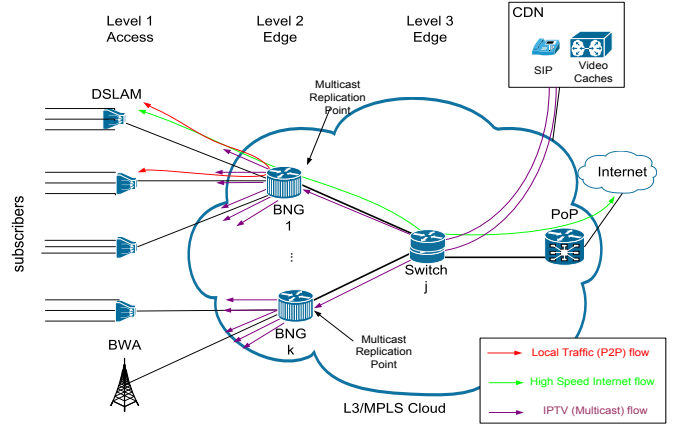 Level 1
Access
Level 2
Edge
Level 3
Edge
CDN
SIP
Video
Caches
DSLAM
Multicast
Replication
Point
Internet
PoP
BNG
1
...
Switch
j
subscribers
BNG
k
BWA
Multicast
Replication
Point
L3/MPLS Cloud
Local Traffic (P2P) flow
High Speed Internet flow
IPTV (Multicast) flow